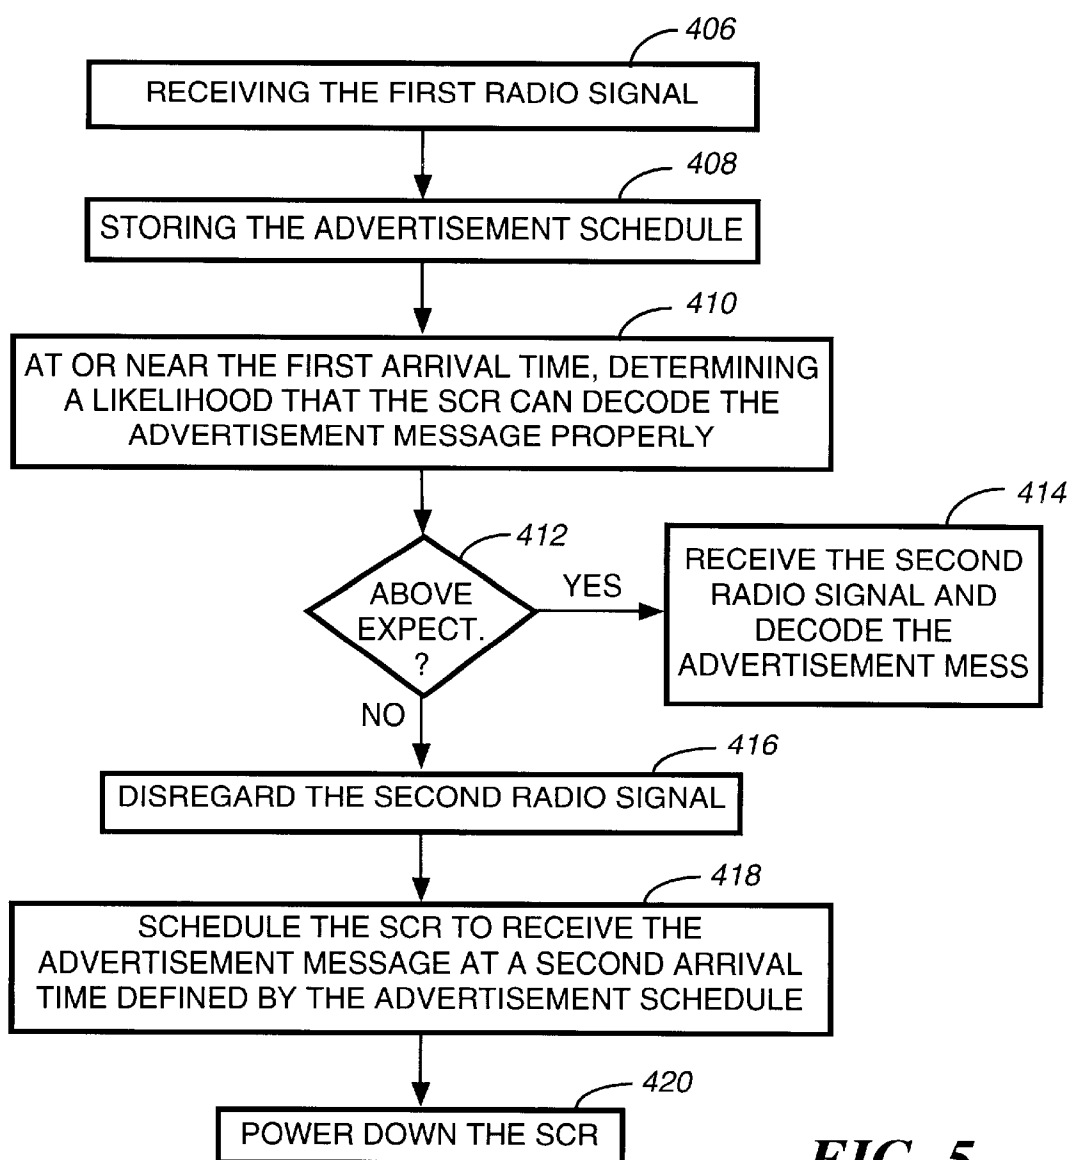 406
RECEIVING THE FIRST RADIO SIGNAL
408
STORING THE ADVERTISEMENT SCHEDULE
410
AT OR NEAR THE FIRST ARRIVAL TIME, DETERMINING
A LIKELIHOOD THAT THE SCR CAN DECODE THE
ADVERTISEMENT MESSAGE PROPERLY
412
ABOVE
EXPECT.
?
YES
414
RECEIVE THE SECOND
RADIO SIGNAL AND
DECODE THE
ADVERTISEMENT MESS
NO
416
DISREGARD THE SECOND RADIO SIGNAL
418
SCHEDULE THE SCR TO RECEIVE THE
ADVERTISEMENT MESSAGE AT A SECOND ARRIVAL
TIME DEFINED BY THE ADVERTISEMENT SCHEDULE
420
POWER DOWN THE SCR
FIG. 5